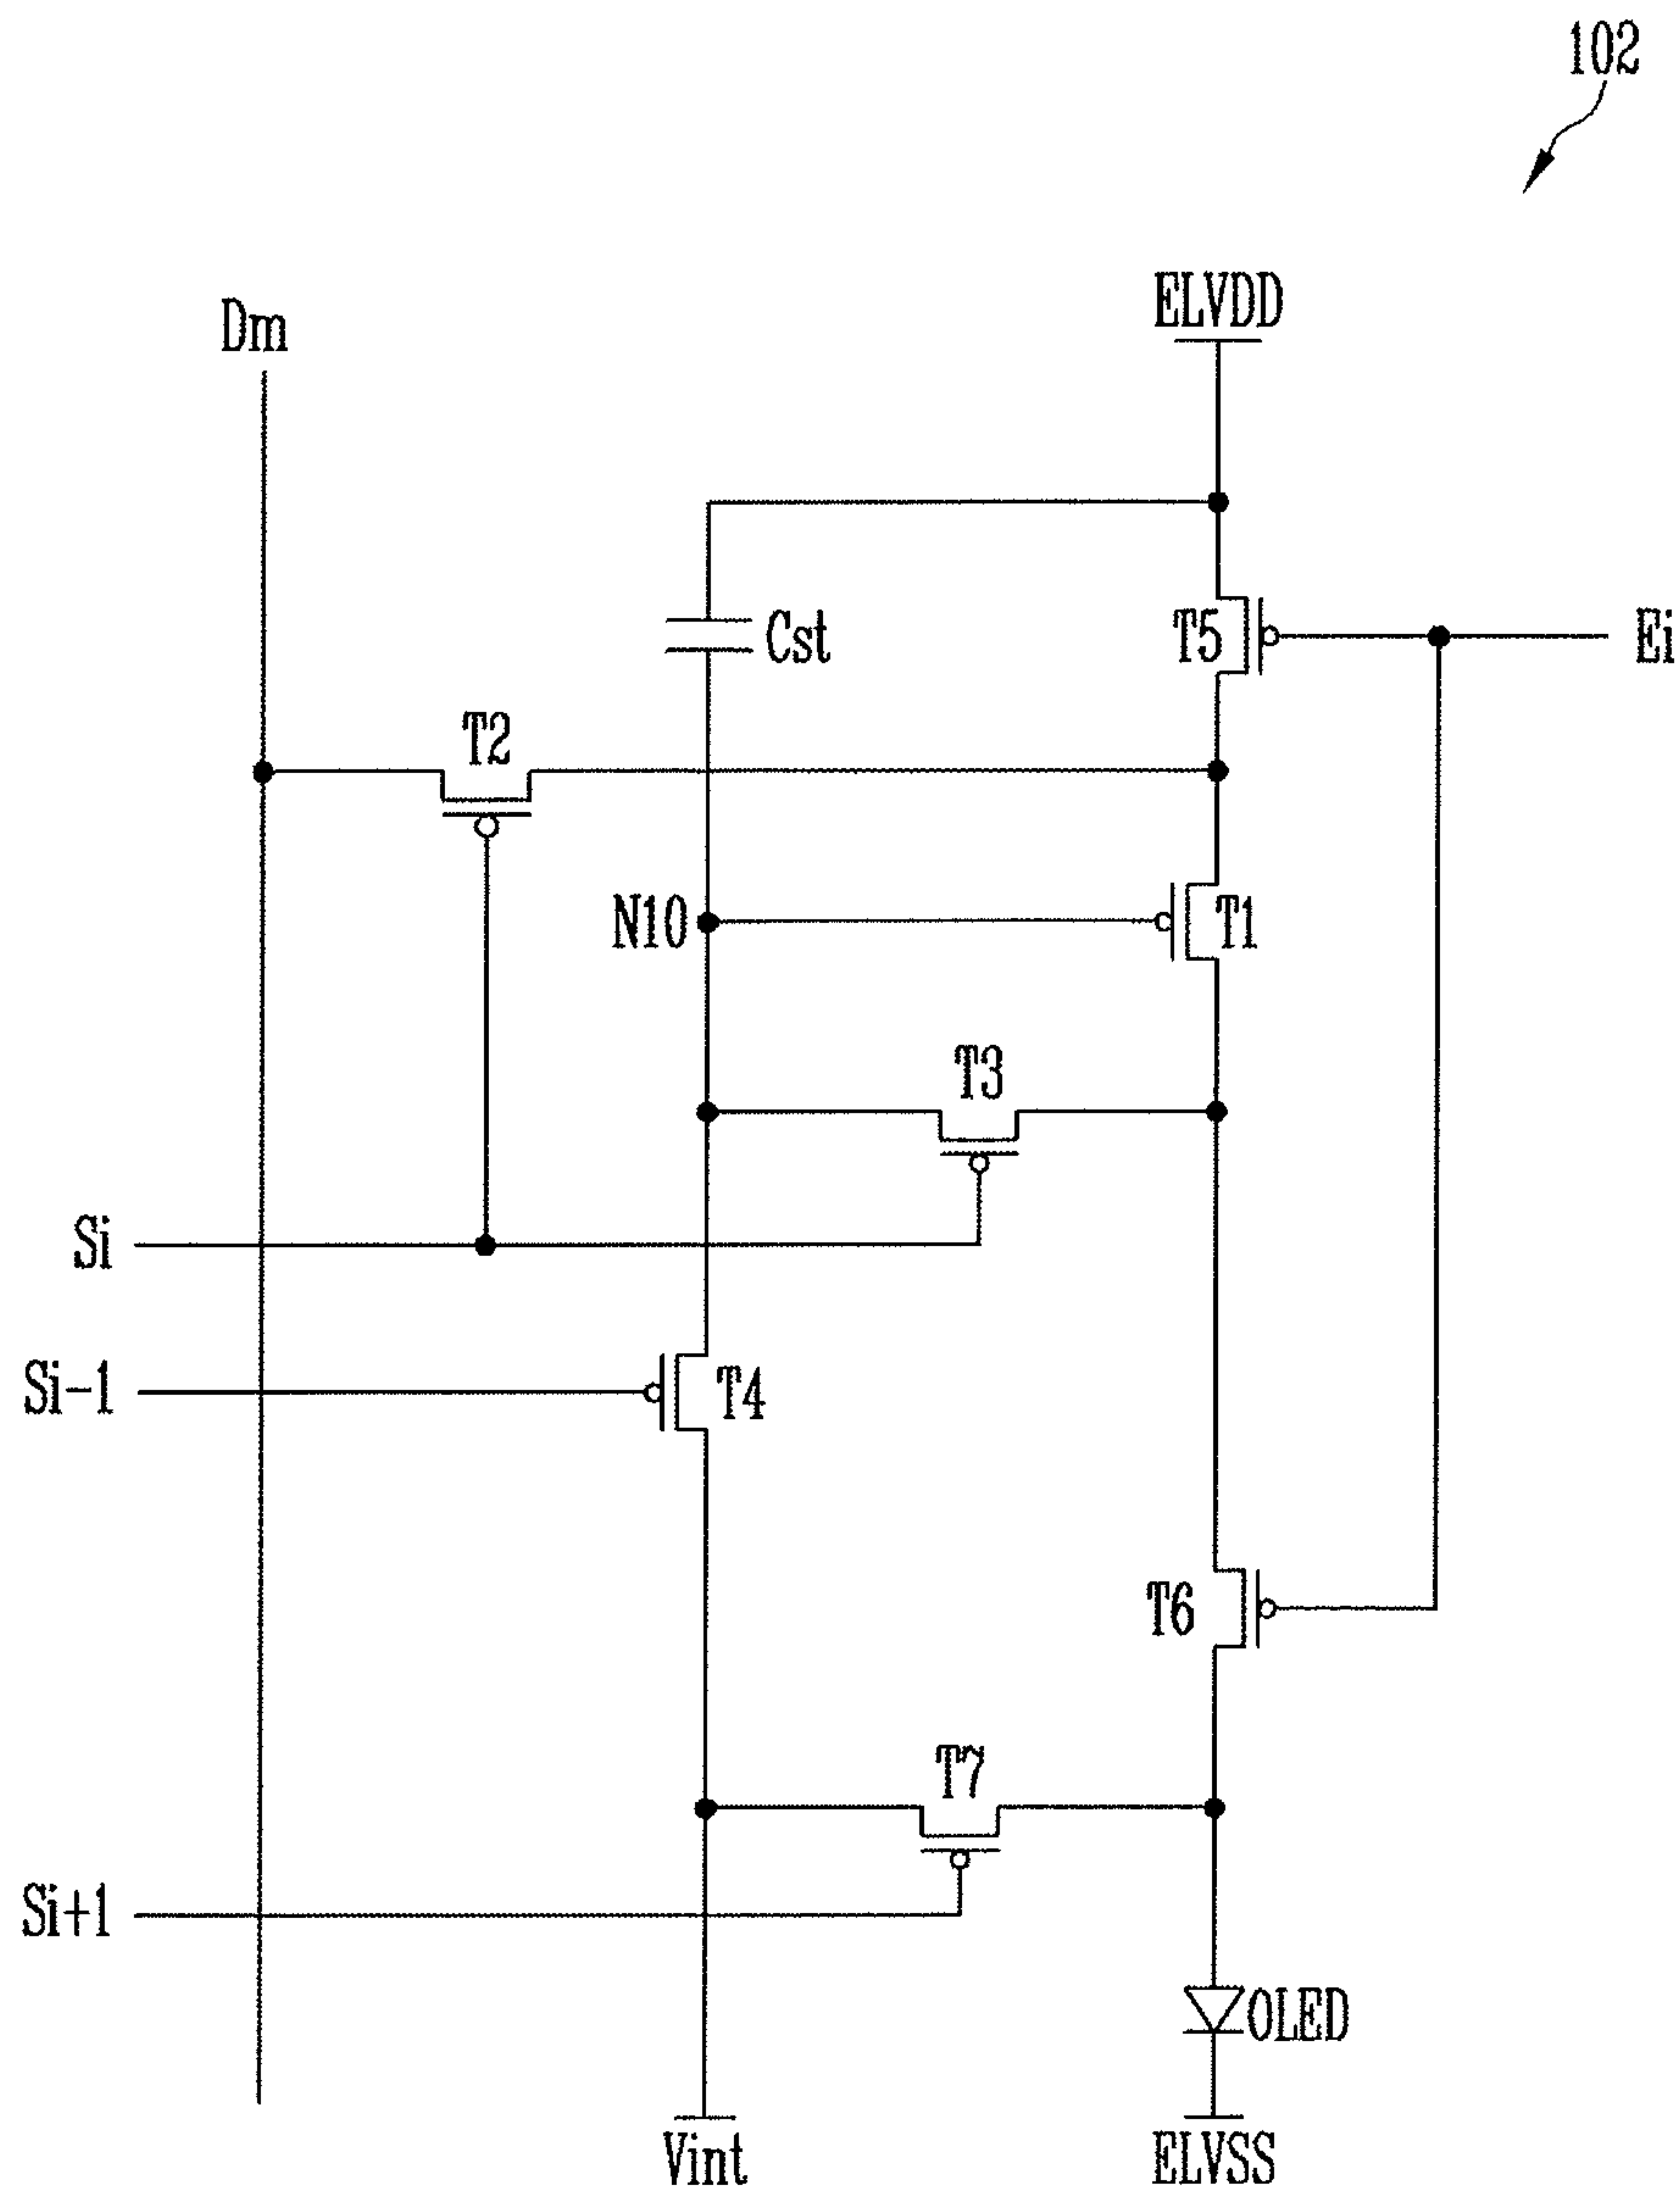 102
ELVDD
Dm
Cst
T5
Ei
T2
N10
T1
T3
Si
Si-1
T4
T6
T7
Si+1
OLED
Vint
ELVSS